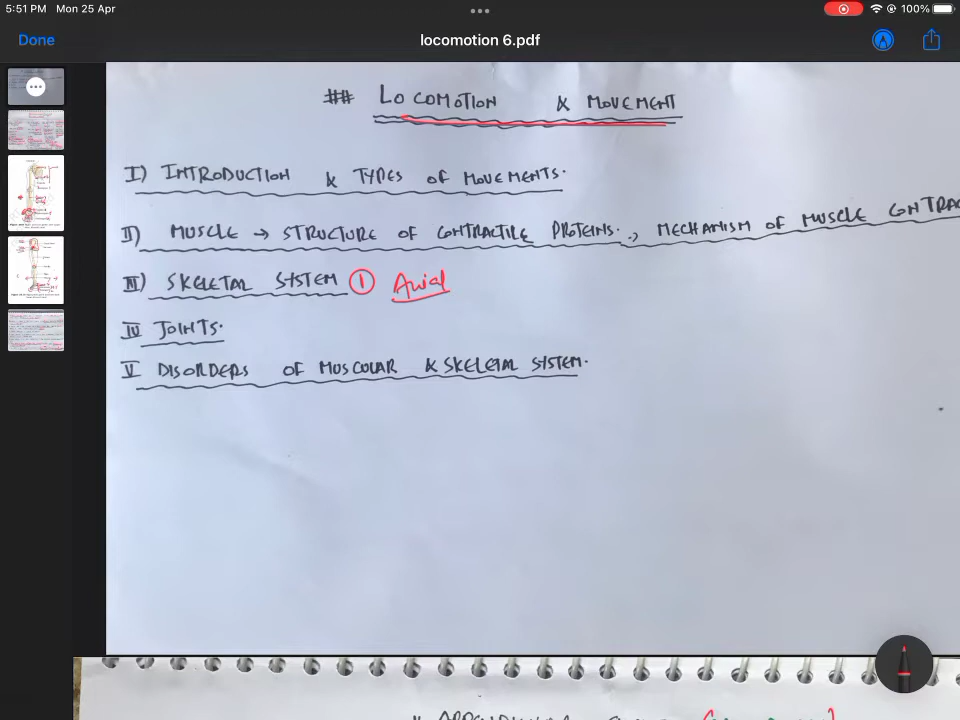 5:51 PM Mon 25 Apr
100%
Done
locomotion 6.pdf
## LOCOMOTION & MOVEMENT
I) INTRODUCTION & TYPES OF MOVEMENTS.
II) MUSCLE → STRUCTURE OF CONTRACTILE PROTEINS., MECHANISM OF MUSCLE CONTRAC
III) SKELETAL SYSTEM ① Axial
IV JOINTS.
V DISORDERS OF MUSCULAR & SKELETAL SYSTEM.